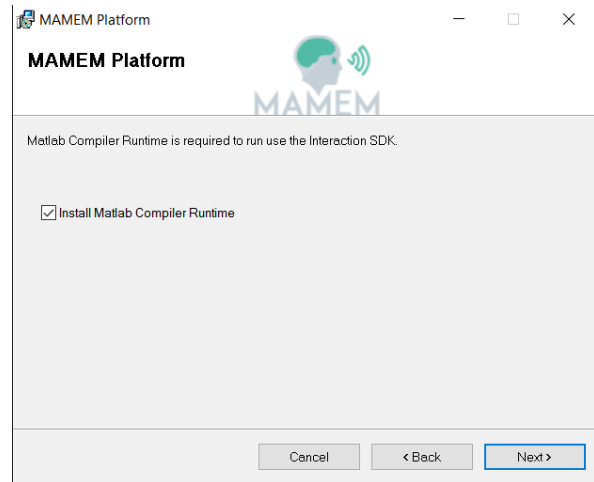 MAMEM Platform
MAMEM Platform
MAMEM
Matlab Compiler Runtime is required to run use the Interaction SDK.
Install Matlab Compiler Runtime
Cancel
< Back
Next >